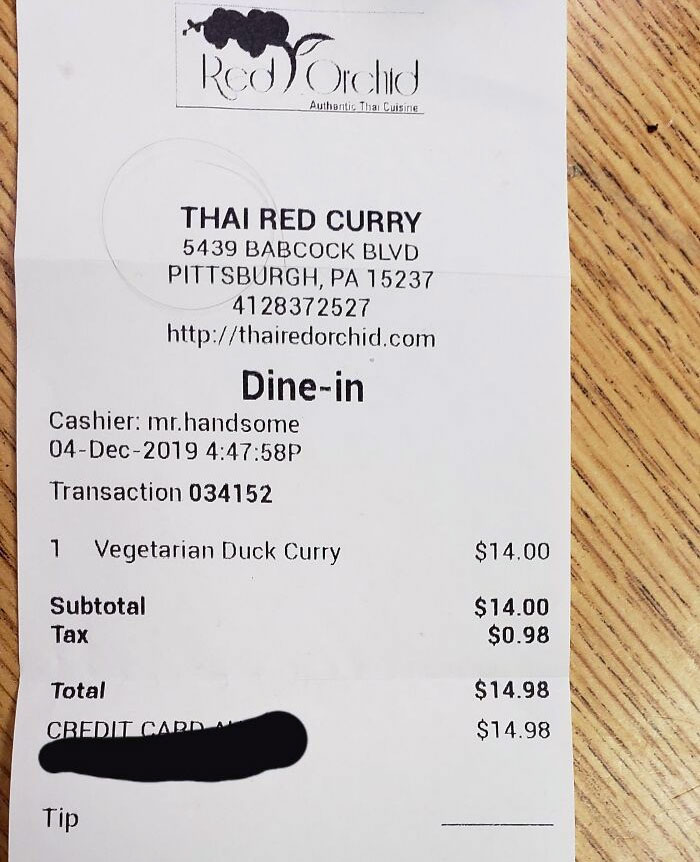 Red Orchid
Authentic Thai Cuisine
THAI RED CURRY
5439 BABCOCK BLVD
PITTSBURGH, PA 15237
4128372527
http://thairedorchid.com
Dine-in
Cashier: mr.handsome
04-Dec-2019 4:47:58P
Transaction 034152
1 Vegetarian Duck Curry $14.00
Subtotal $14.00
Tax $0.98
Total $14.98
CREDIT CARD $14.98
Tip